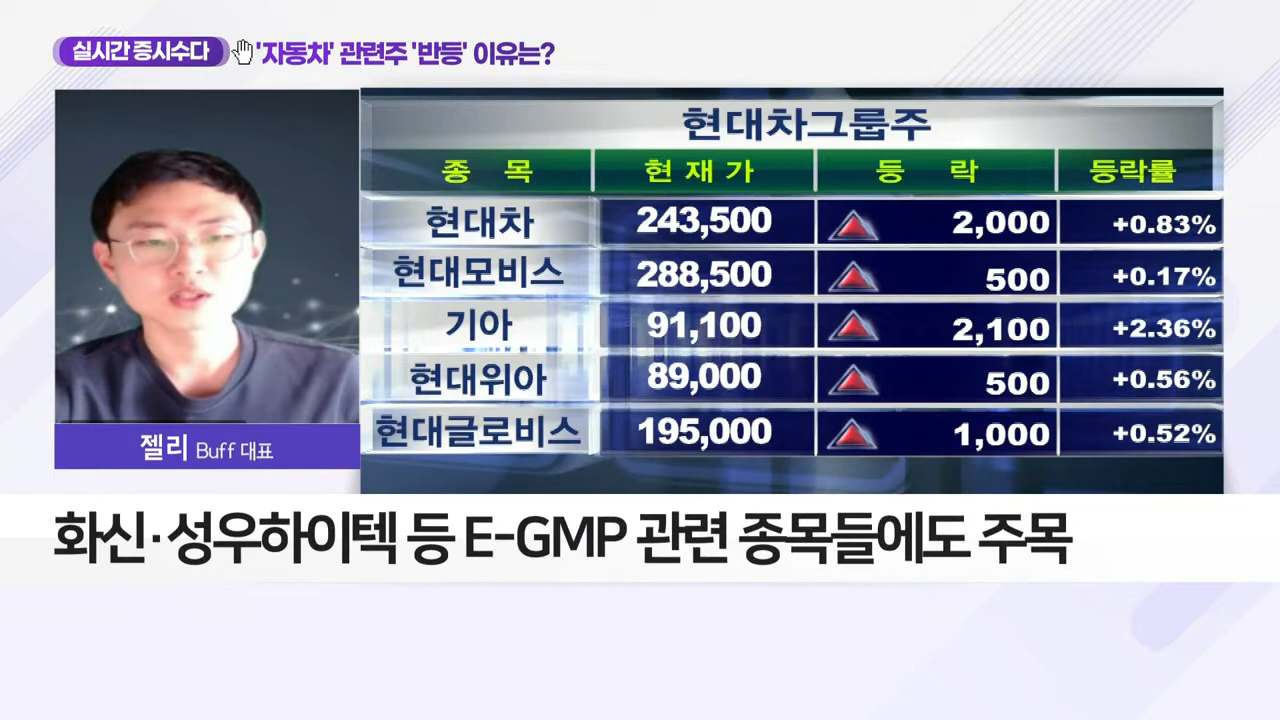 실시간 증시수다 '자동차' 관련주 '반등' 이유는?
현대차그룹주
종 목 현 재 가 등 락 등락률
현대차 243,500 2,000 +0.83%
현대모비스 288,500 500 +0.17%
기아 91,100 2,100 +2.36%
현대위아 89,000 500 +0.56%
현대글로비스 195,000 1,000 +0.52%
젤리 Buff 대표
화신·성우하이텍 등 E-GMP 관련 종목들에도 주목